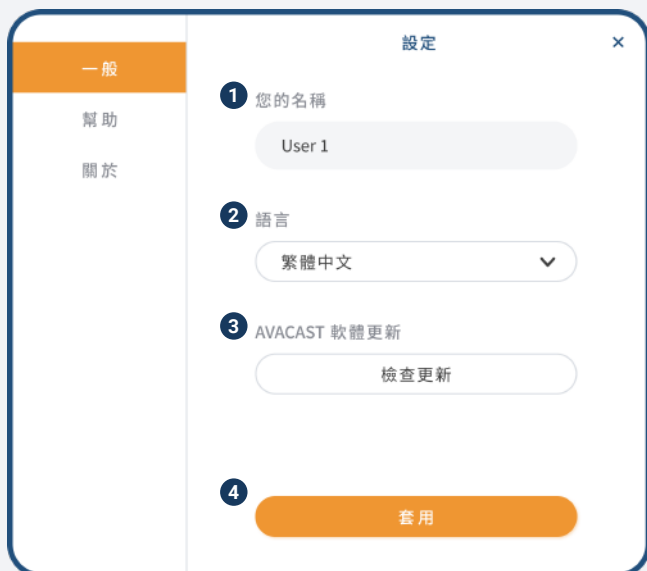 一般
幫助
關於
設定
×
1 您的名稱
User 1
2 語言
繁體中文
3 AVACAST 軟體更新
檢查更新
4
套用